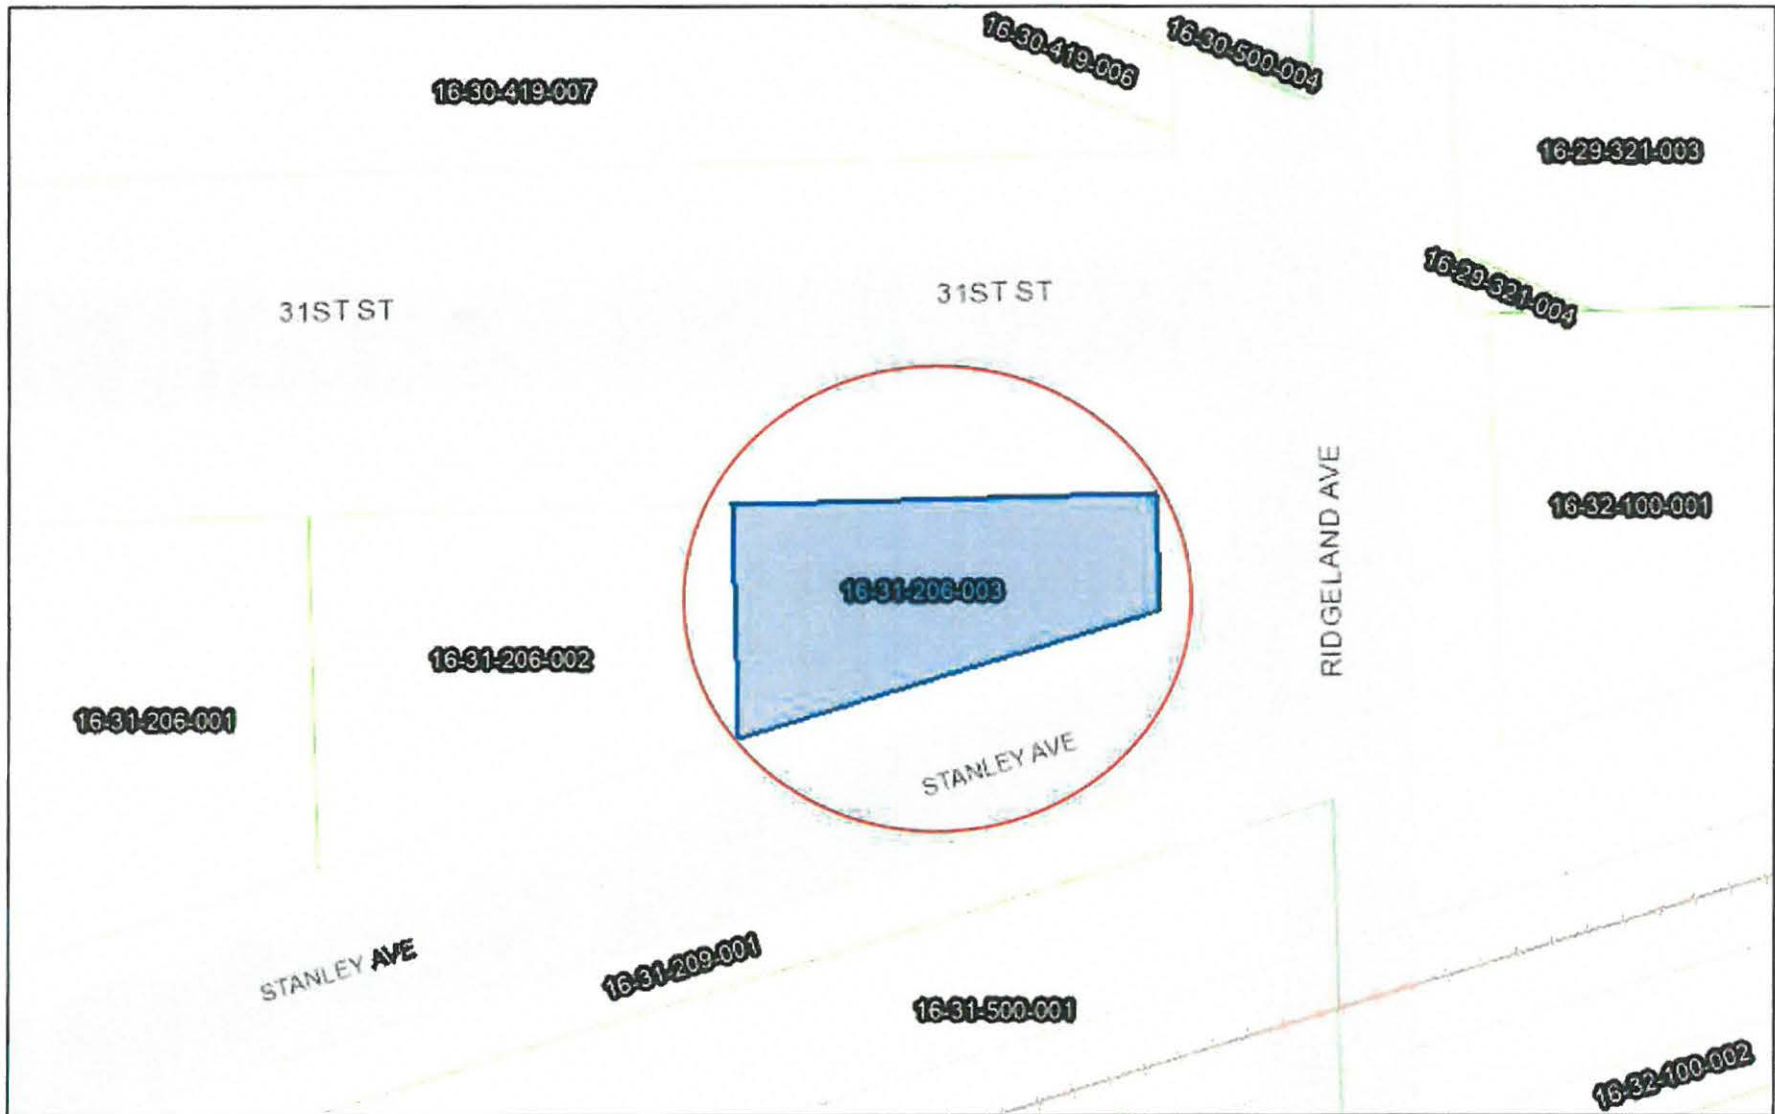 16-30-419-006
16-30-500-004
16-30-419-007
16-29-321-003
16-29-321-004
31ST ST
31ST ST
RIDGELAND AVE
16-32-100-001
16-31-206-003
16-31-206-002
16-31-206-001
STANLEY AVE
STANLEY AVE
16-31-209-001
16-31-500-001
16-32-100-002